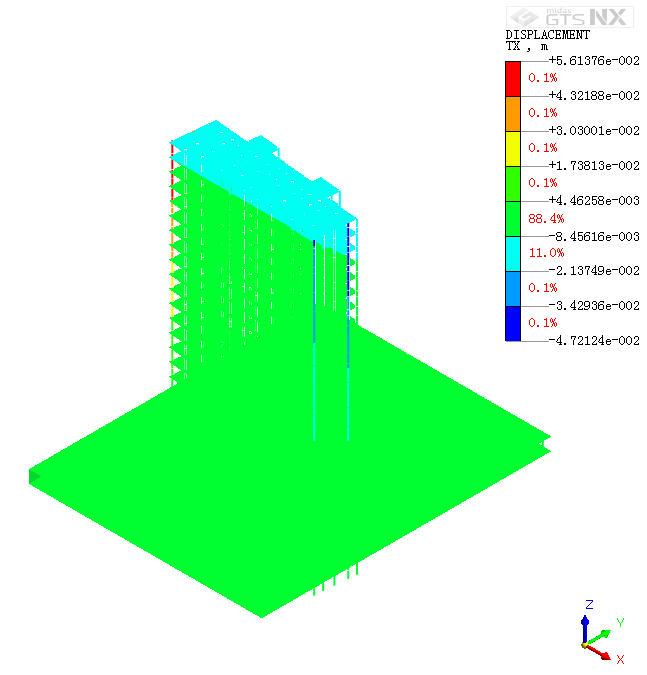 midas
GTS NX
DISPLACEMENT
TX , m
+5.61376e-002
0.1%
+4.32188e-002
0.1%
+3.03001e-002
0.1%
+1.73813e-002
0.1%
+4.46258e-003
88.4%
-8.45616e-003
11.0%
-2.13749e-002
0.1%
-3.42936e-002
0.1%
-4.72124e-002
Z
Y
X